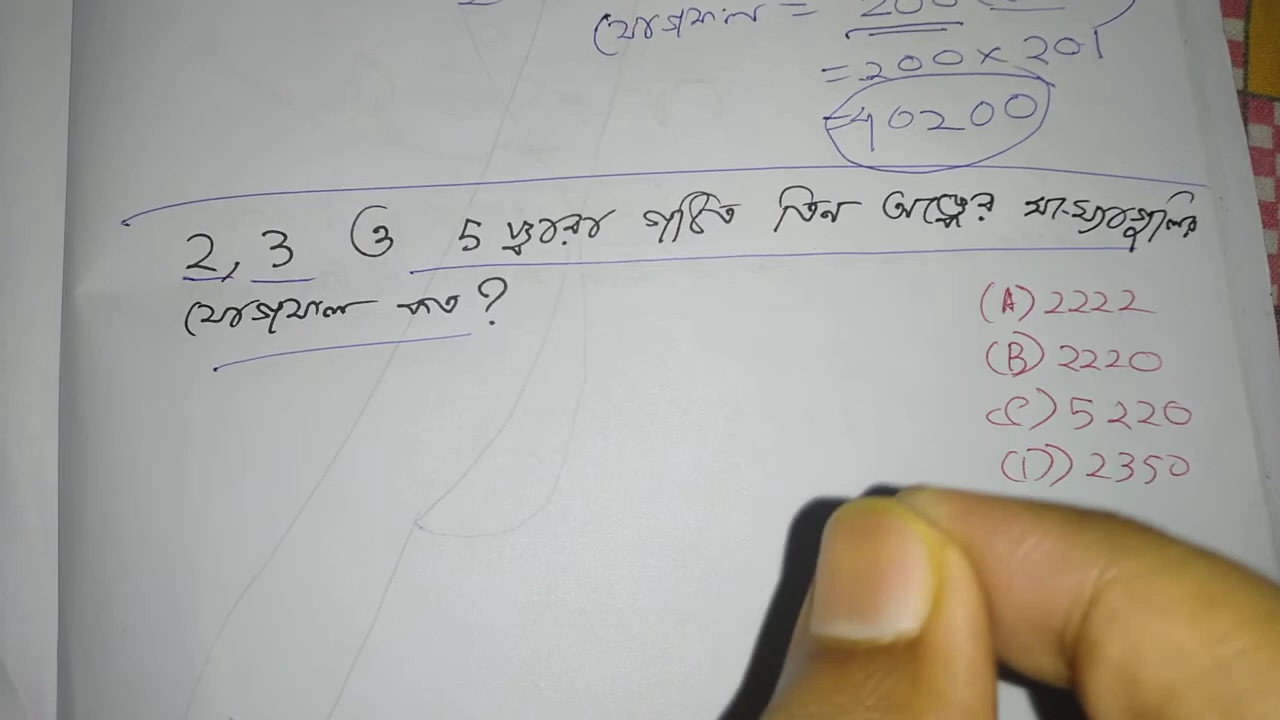 যোগফল = 200
= 200 × 201
= 40200
2, 3 ও 5 দ্বারা গঠিত তিন অঙ্কের সংখ্যাগুলির
যোগফল কত ?
(A) 2222
(B) 2220
(C) 5220
(D) 2350